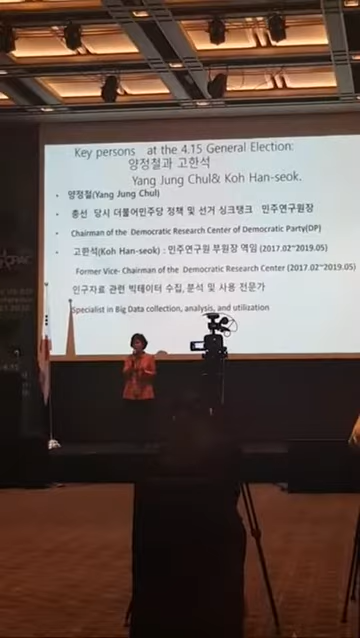 Key persons at the 4.15 General Election:
양정철과 고한석
Yang Jung Chul& Koh Han-seok.
• 양정철(Yang Jung Chul)
• 총선 당시 더불어민주당 정책 및 선거 싱크탱크 민주연구원장
• Chairman of the Democratic Research Center of Democratic Party(DP)
• 고한석(Koh Han-seok) : 민주연구원 부원장 역임 (2017.02~2019.05)
Former Vice- Chairman of the Democratic Research Center (2017.02~2019.05)
인구자료 관련 빅데이터 수집, 분석 및 사용 전문가
Specialist in Big Data collection, analysis, and utilization
CPAC